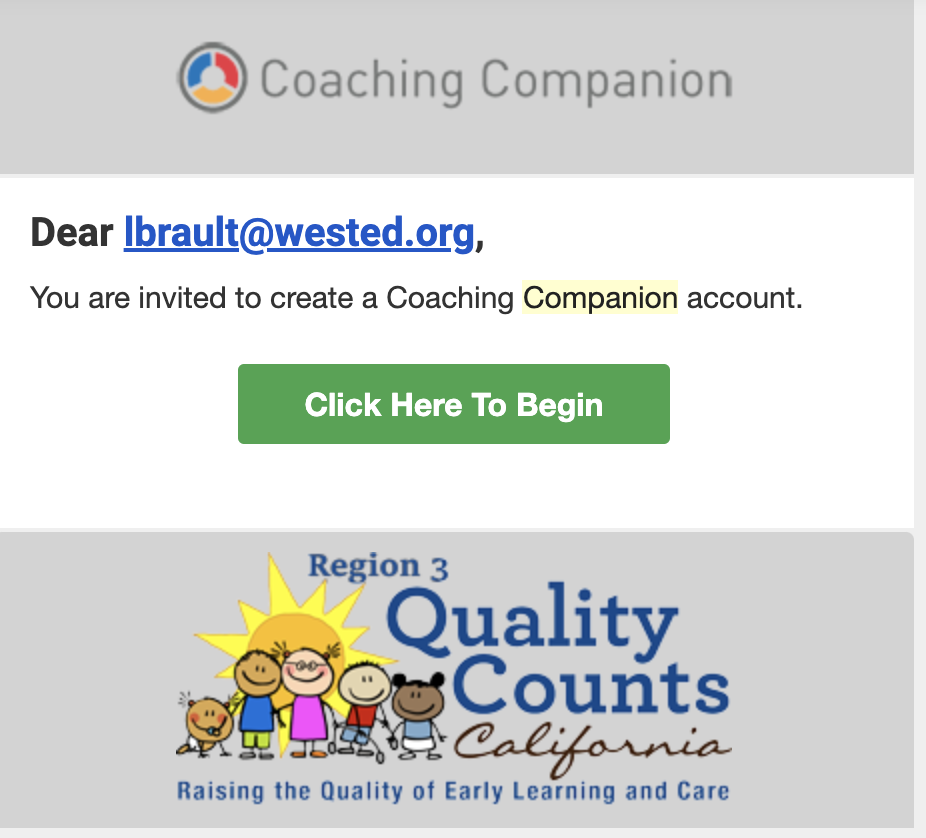 Coaching Companion
Dear lbrault@wested.org,
You are invited to create a Coaching Companion account.
Click Here To Begin
Region 3
Quality
Counts
California
Raising the Quality of Early Learning and Care